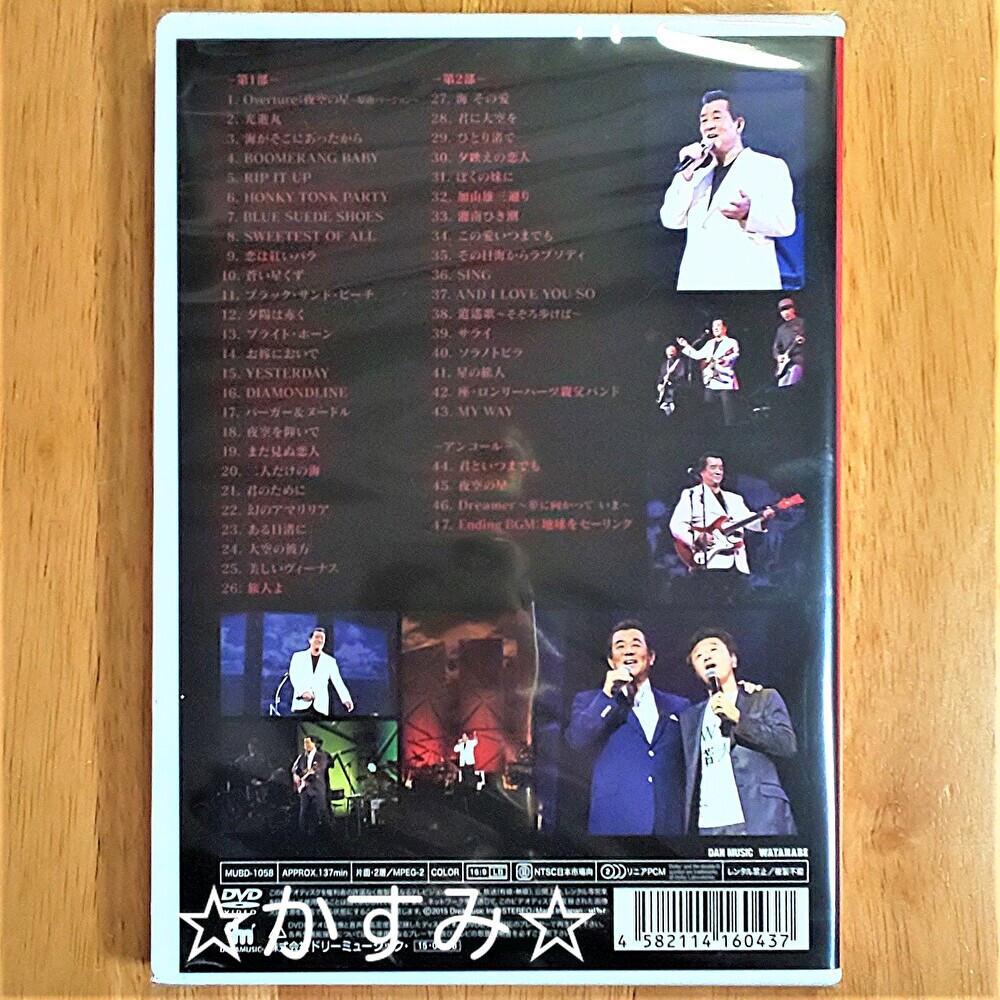 -第1部-
1. Overture:夜空の星
2. 光進丸
3. 海がそこにあったから
4. BOOMERANG BABY
5. RIP IT UP
6. HONKY TONK PARTY
7. BLUE SUEDE SHOES
8. SWEETEST OF ALL
9. 恋は紅いバラ
10. 蒼い星くず
11. ブラック・サンド・ビーチ
12. 夕陽は赤く
13. ブライト・ホーン
14. お嫁においで
15. YESTERDAY
16. DIAMONDLINE
17. バーガー&ヌードル
18. 夜空を仰いで
19. まだ見ぬ恋人
20. 二人だけの海
21. 君のために
22. 幻のアマリリア
23. ある日渚に
24. 大空の彼方
25. 美しいヴィーナス
26. 旅人よ
-第2部-
27. 海 その愛
28. 君に大空を
29. ひとり渚で
30. 夕映えの恋人
31. ぼくの妹に
32. 加山雄三通り
33. 湘南ひき潮
34. この愛いつまでも
35. その日海からラプソディ
36. SING
37. AND I LOVE YOU SO
38. 逍遥歌~そぞろ歩けば~
39. サライ
40. ソラノトビラ
41. 星の旅人
42. 座・ロンリーハーツ親父バンド
43. MY WAY
-アンコール-
44. 君といつまでも
45. 夜空の星
46. Dreamer~夢に向かって いま~
47. Ending BGM:地球をセーリング
DAN MUSIC WATANABE
MUBD-1058 APPROX.137min 片面・2層/MPEG-2 COLOR 16:9 LB NTSC日本市場向 リニアPCM レンタル禁止/複製不能
DVD
VIDEO
☆かすみ☆
株式会社ドリーミュージック・
4 582114 160437